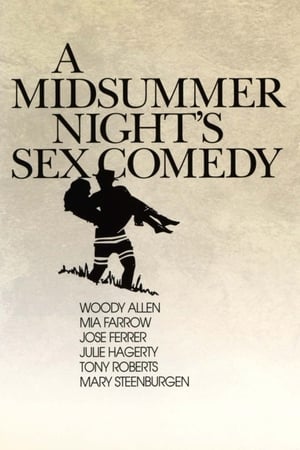 A
MIDSUMMER
NIGHT'S
SEX COMEDY
WOODY ALLEN
MIA FARROW
JOSE FERRER
JULIE HAGERTY
TONY ROBERTS
MARY STEENBURGEN